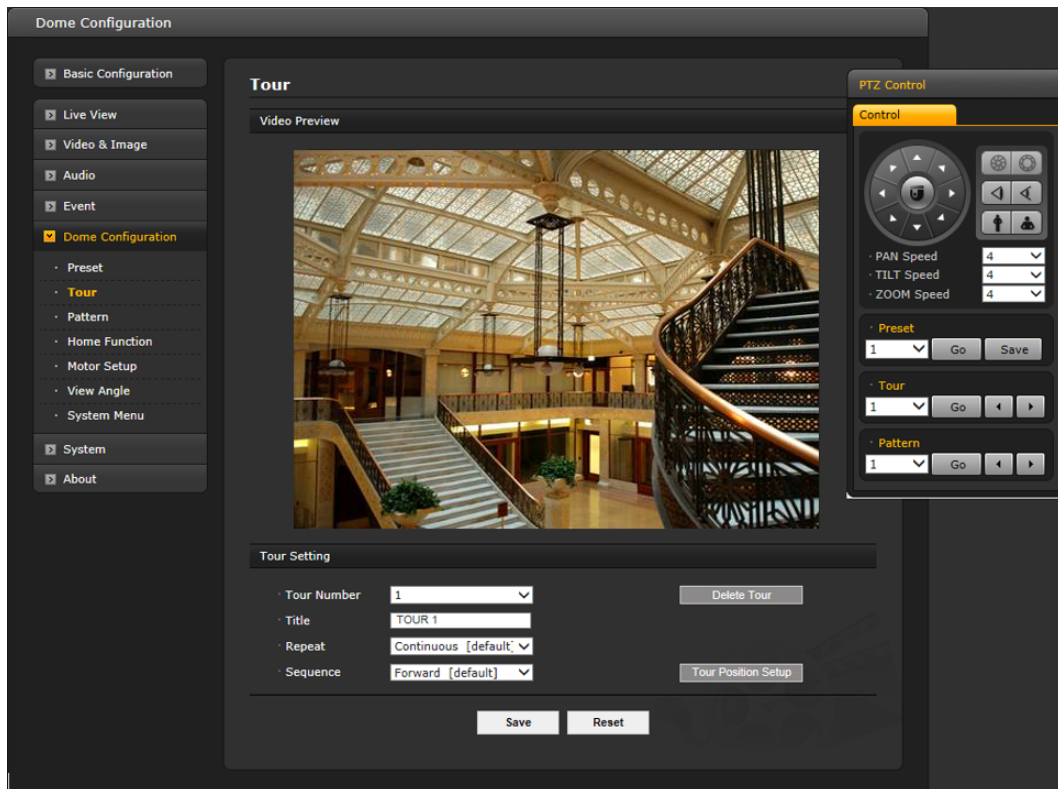 Dome Configuration
Basic Configuration
Live View
Video & Image
Audio
Event
Dome Configuration
· Preset
· Tour
· Pattern
· Home Function
· Motor Setup
· View Angle
· System Menu
System
About
Tour
Video Preview
PTZ Control
Control
· PAN Speed 4
· TILT Speed 4
· ZOOM Speed 4
· Preset
1 Go Save
· Tour
1 Go
· Pattern
1 Go
Tour Setting
· Tour Number 1 Delete Tour
· Title TOUR 1
· Repeat Continuous [default]
· Sequence Forward [default] Tour Position Setup
Save Reset